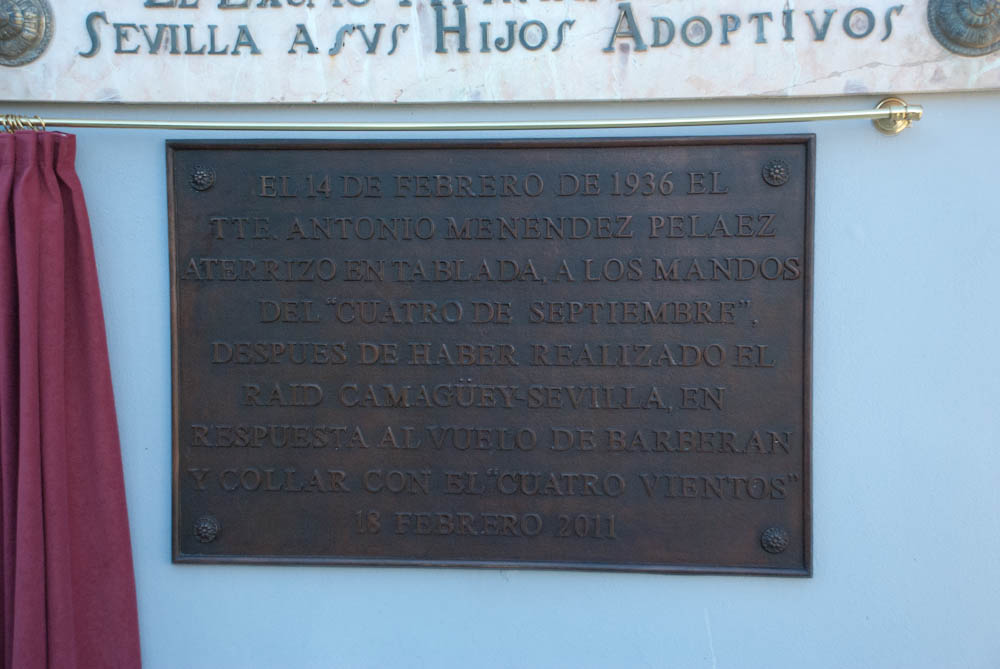 SEVILLA A SUS HIJOS ADOPTIVOS
EL 14 DE FEBRERO DE 1936 EL
TTE. ANTONIO MENENDEZ PELAEZ
ATERRIZO EN TABLADA, A LOS MANDOS
DEL "CUATRO DE SEPTIEMBRE",
DESPUES DE HABER REALIZADO EL
RAID CAMAGÜEY-SEVILLA, EN
RESPUESTA AL VUELO DE BARBERAN
Y COLLAR CON EL "CUATRO VIENTOS"
18 FEBRERO 2011